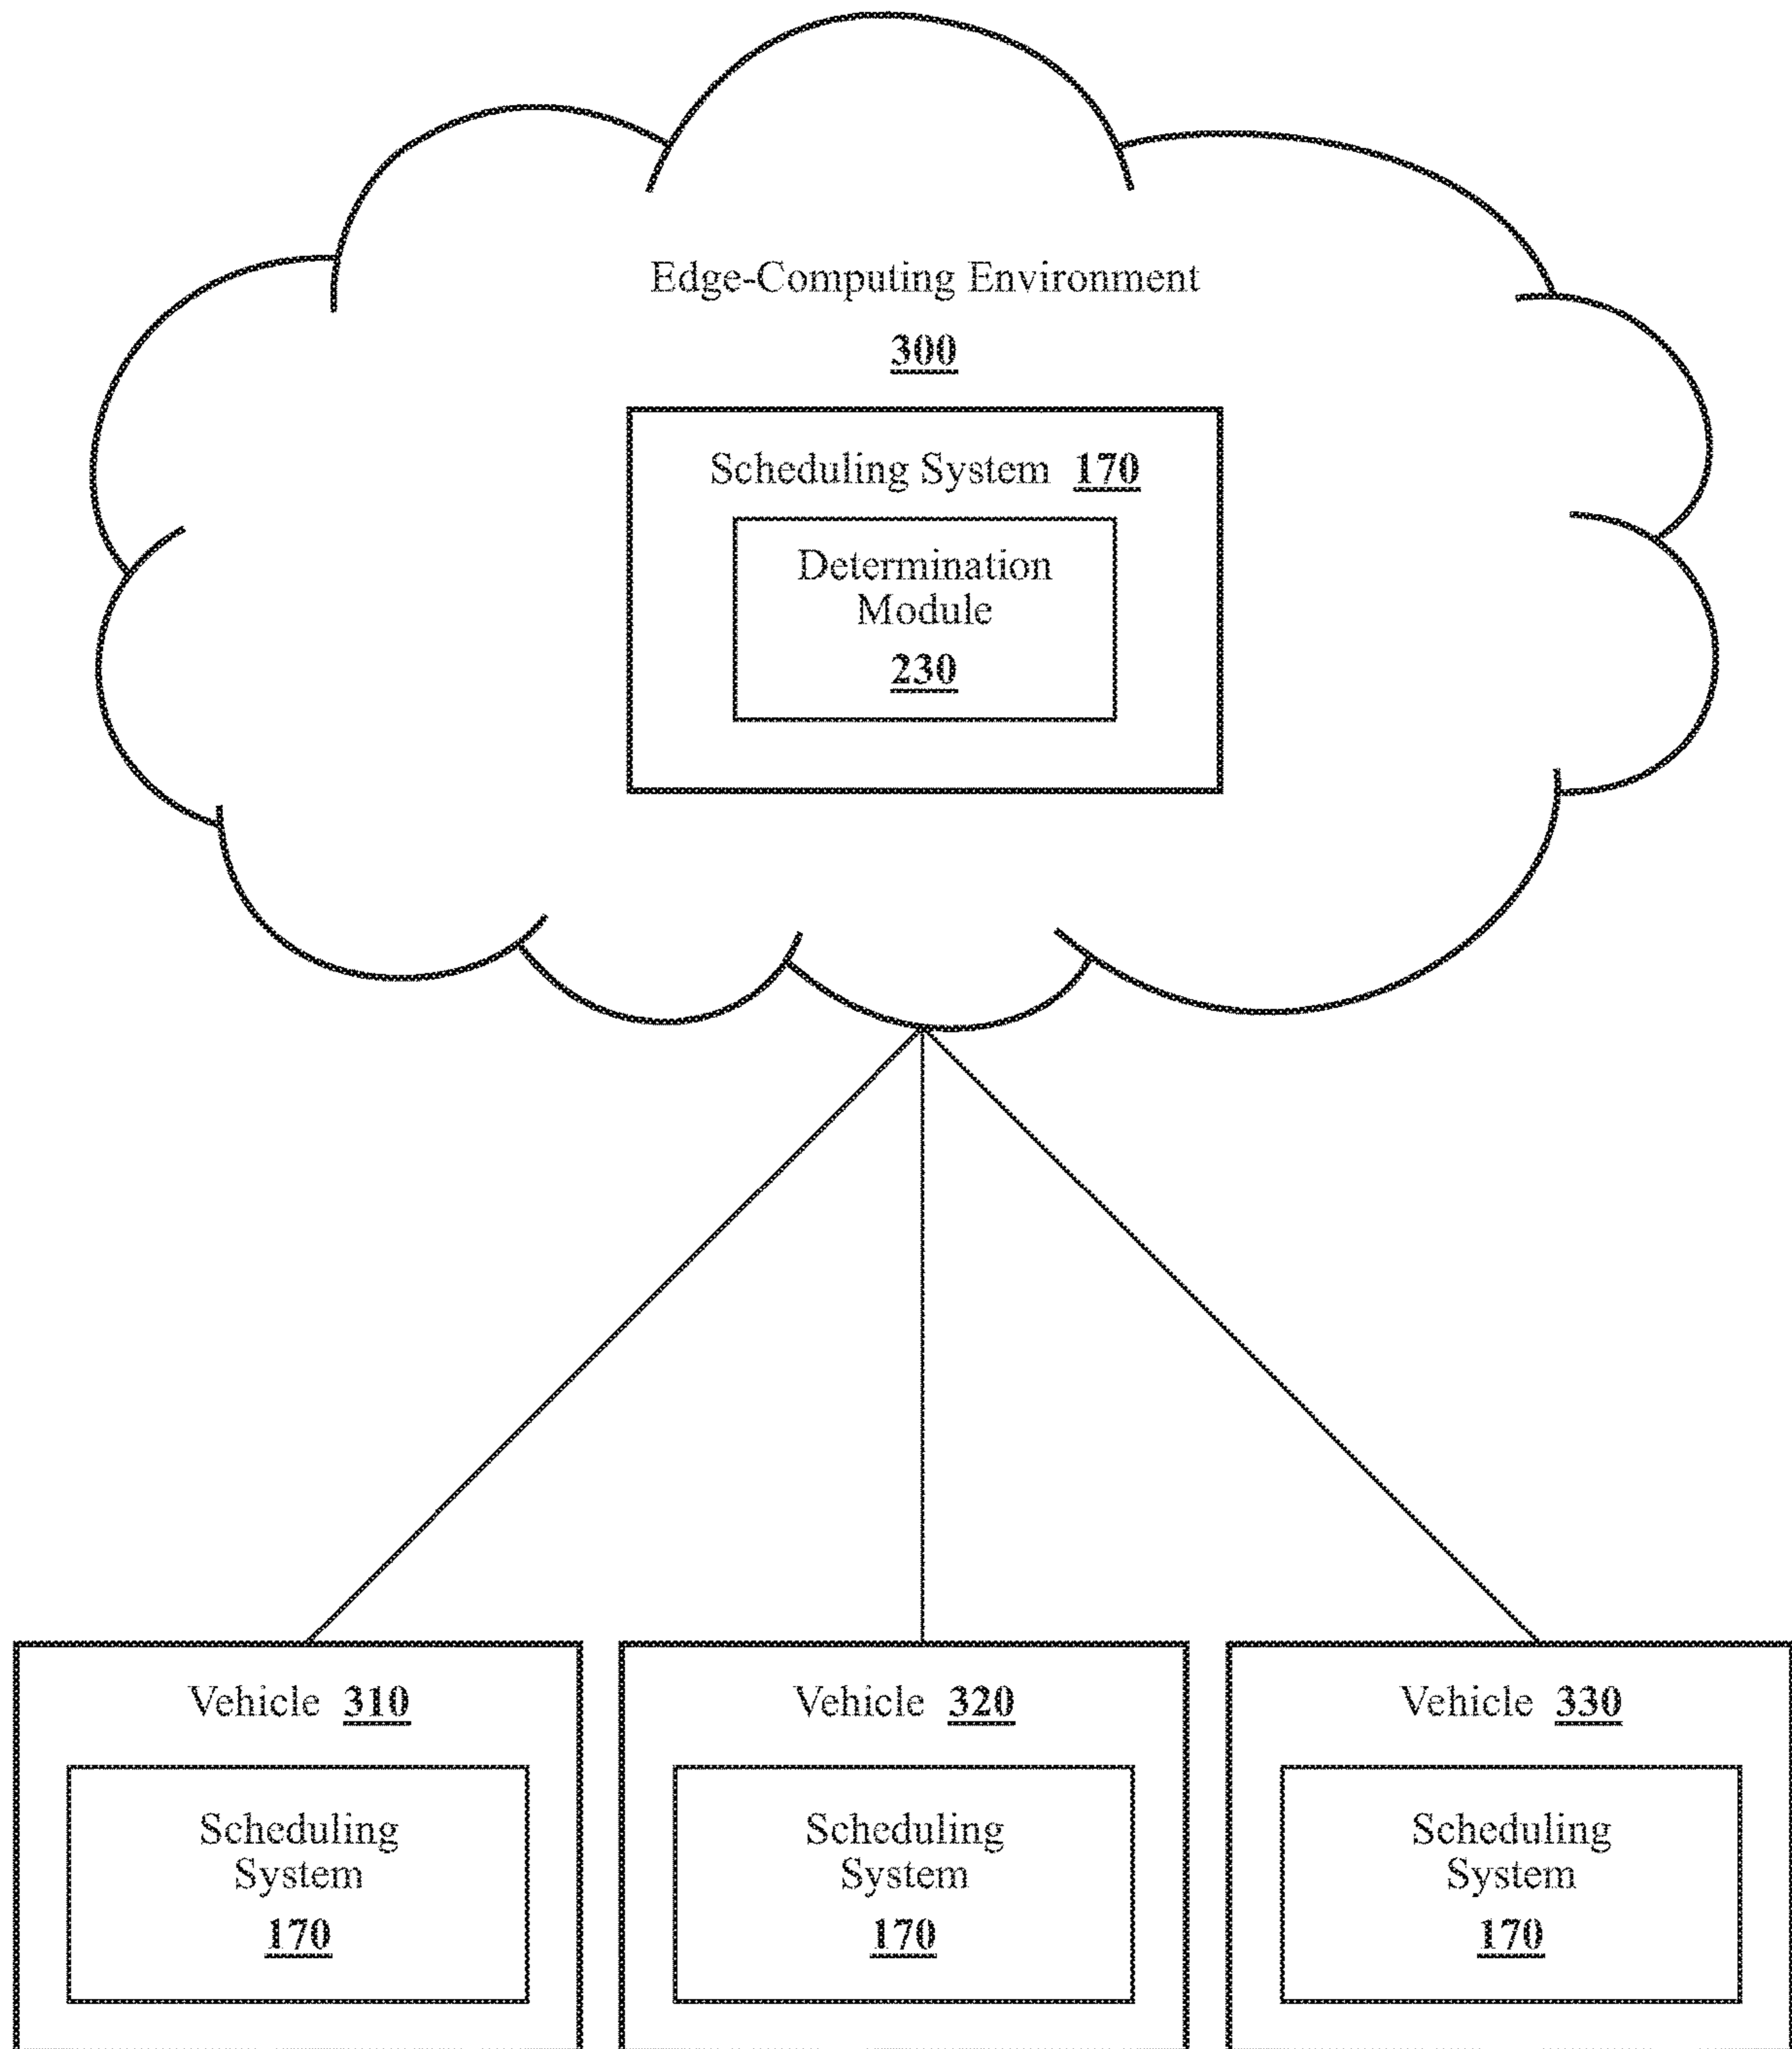 Edge-Computing Environment
300
Scheduling System 170
Determination
Module
230
Vehicle 310
Vehicle 320
Vehicle 330
Scheduling
System
170
Scheduling
System
170
Scheduling
System
170